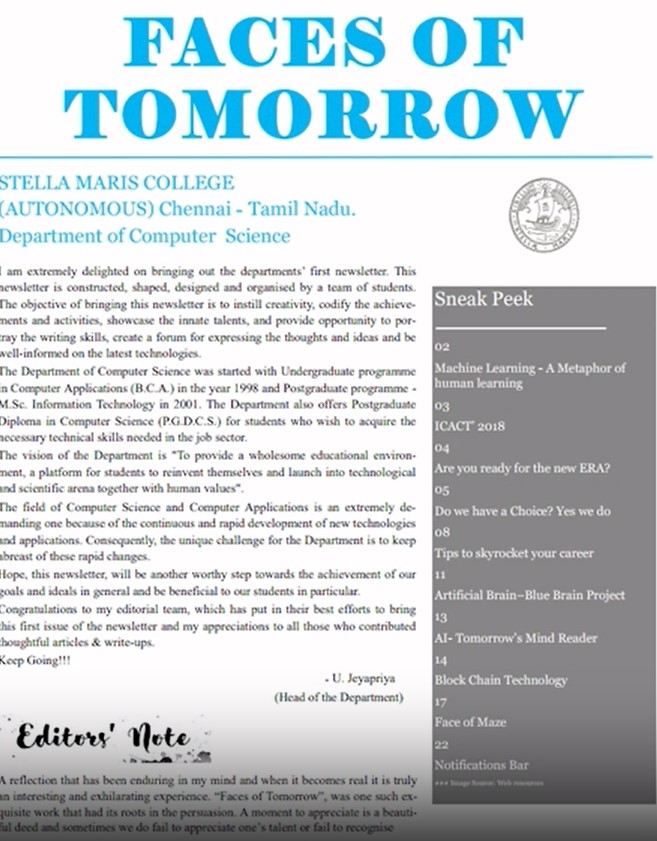 FACES OF
TOMORROW
STELLA MARIS COLLEGE
(AUTONOMOUS) Chennai - Tamil Nadu.
Department of Computer Science
I am extremely delighted on bringing out the departments' first newsletter. This
newsletter is constructed, shaped, designed and organised by a team of students.
The objective of bringing this newsletter is to instill creativity, codify the achieve-
ments and activities, showcase the innate talents, and provide opportunity to por-
tray the writing skills, create a forum for expressing the thoughts and ideas and be
well-informed on the latest technologies.
The Department of Computer Science was started with Undergraduate programme
in Computer Applications (B.C.A.) in the year 1998 and Postgraduate programme -
M.Sc. Information Technology in 2001. The Department also offers Postgraduate
Diploma in Computer Science (P.G.D.C.S.) for students who wish to acquire the
necessary technical skills needed in the job sector.
The vision of the Department is "To provide a wholesome educational environ-
ment, a platform for students to reinvent themselves and launch into technological
and scientific arena together with human values".
The field of Computer Science and Computer Applications is an extremely de-
manding one because of the continuous and rapid development of new technologies
and applications. Consequently, the unique challenge for the Department is to keep
abreast of these rapid changes.
Hope, this newsletter, will be another worthy step towards the achievement of our
goals and ideals in general and be beneficial to our students in particular.
Congratulations to my editorial team, which has put in their best efforts to bring
this first issue of the newsletter and my appreciations to all those who contributed
thoughtful articles & write-ups.
Keep Going!!!
- U. Jeyapriya
(Head of the Department)
Editors' Note
A reflection that has been enduring in my mind and when it becomes real it is truly
an interesting and exhilarating experience. "Faces of Tomorrow", was one such ex-
quisite work that had its roots in the persuasion. A moment to appreciate is a beauti-
ful deed and sometimes we do fail to appreciate one's talent or fail to recognise
Sneak Peek
02
Machine Learning - A Metaphor of
human learning
03
ICACT' 2018
04
Are you ready for the new ERA?
05
Do we have a Choice? Yes we do
08
Tips to skyrocket your career
11
Artificial Brain–Blue Brain Project
13
AI- Tomorrow's Mind Reader
14
Block Chain Technology
17
Face of Maze
22
Notifications Bar
*** Image Source: Web resources